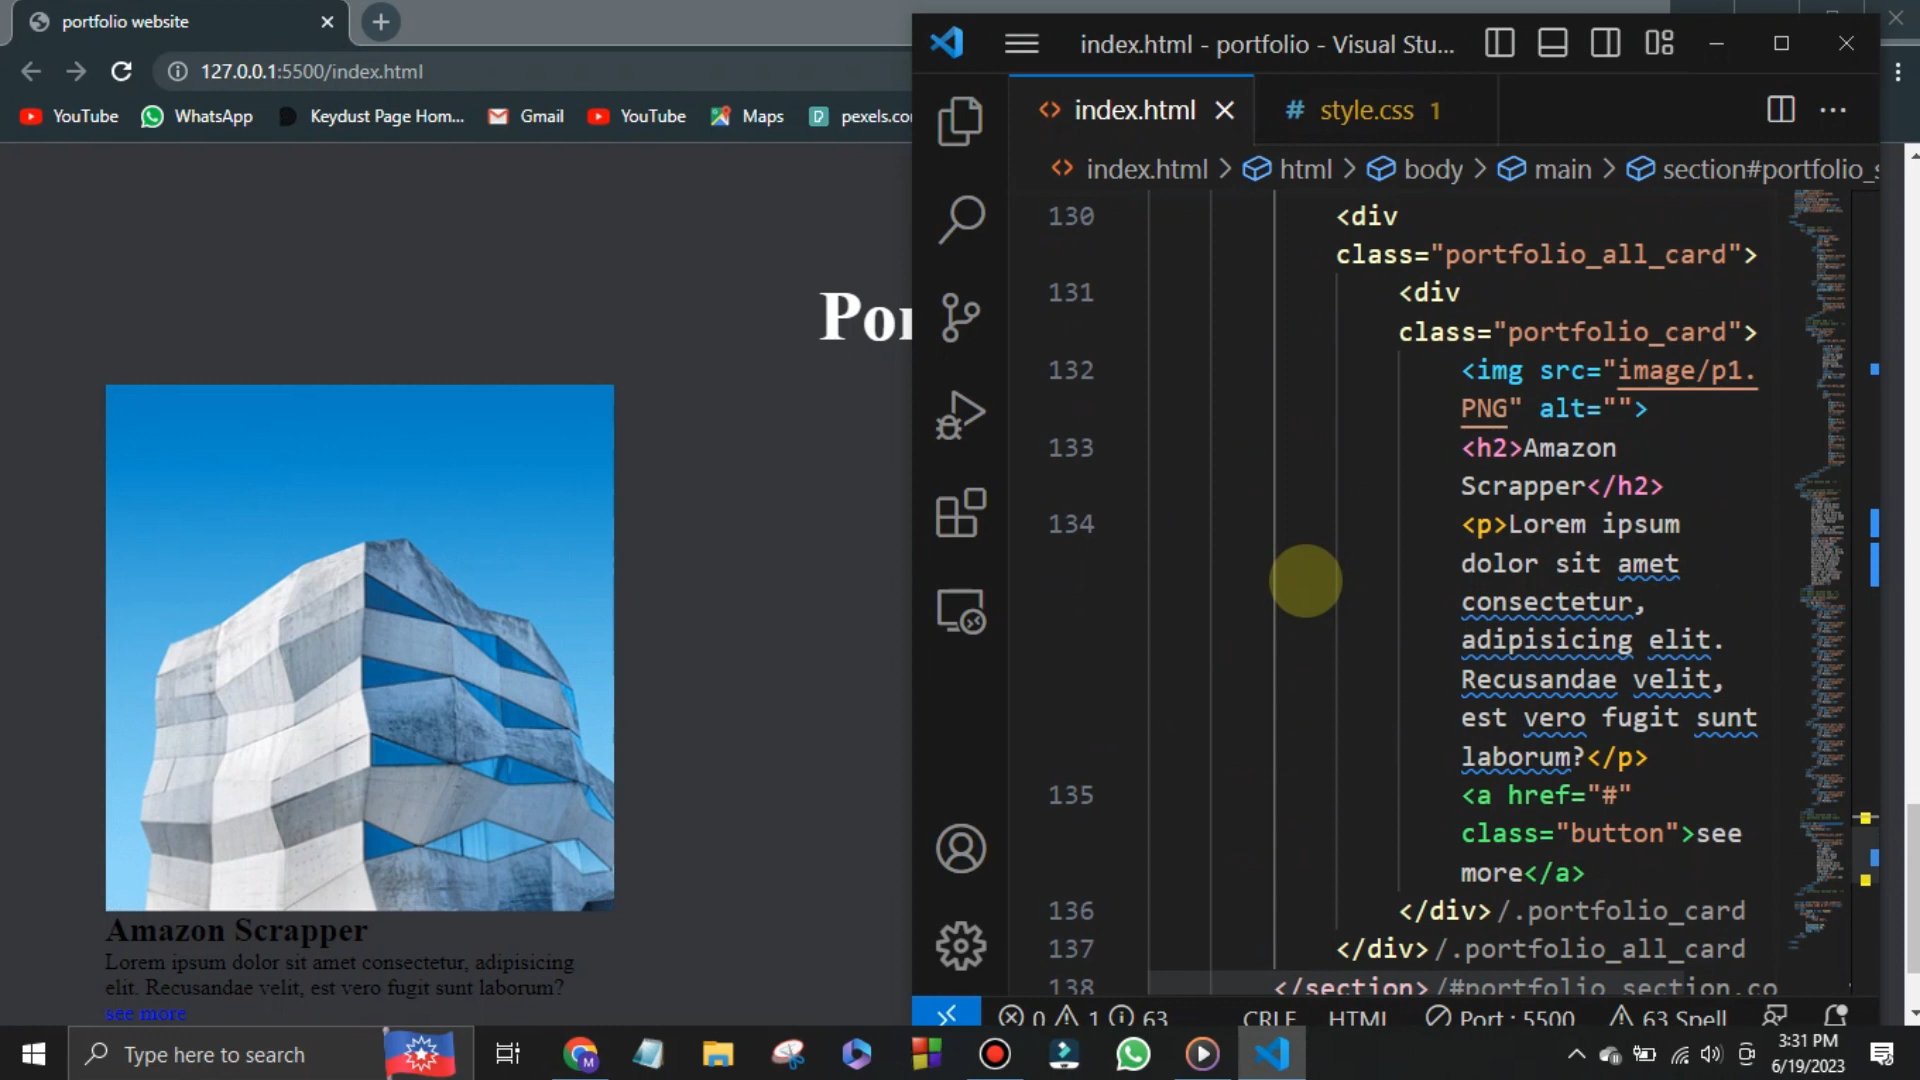 portfolio website
127.0.0.1:5500/index.html
YouTube
WhatsApp
Keydust Page Hom...
Gmail
YouTube
Maps
pexels.co
Por
Amazon Scrapper
Lorem ipsum dolor sit amet consectetur, adipisicing
elit. Recusandae velit, est vero fugit sunt laborum?
see more
index.html - portfolio - Visual Stu...
index.html
# style.css 1
index.html > html > body > main > section#portfolio_s
130 <div
class="portfolio_all_card">
131 <div
class="portfolio_card">
132 <img src="image/p1.
PNG" alt="">
133 <h2>Amazon
Scrapper</h2>
134 <p>Lorem ipsum
dolor sit amet
consectetur,
adipisicing elit.
Recusandae velit,
est vero fugit sunt
laborum?</p>
135 <a href="#"
class="button">see
more</a>
136 </div>/.portfolio_card
137 </div>/.portfolio_all_card
138 </section>/#portfolio_section.co
0 1 63 CRLF HTML Port : 5500 63 Spell
Type here to search
3:31 PM
6/19/2023